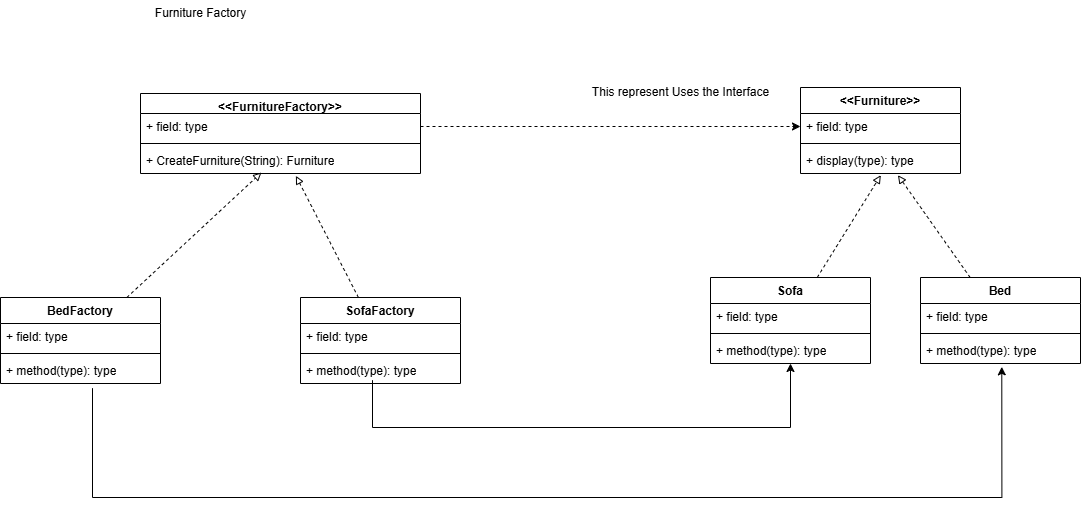 Furniture Factory
This represent Uses the Interface
<<FurnitureFactory>>
+ field: type
+ CreateFurniture(String): Furniture
<<Furniture>>
+ field: type
+ display(type): type
BedFactory
+ field: type
+ method(type): type
SofaFactory
+ field: type
+ method(type): type
Sofa
+ field: type
+ method(type): type
Bed
+ field: type
+ method(type): type